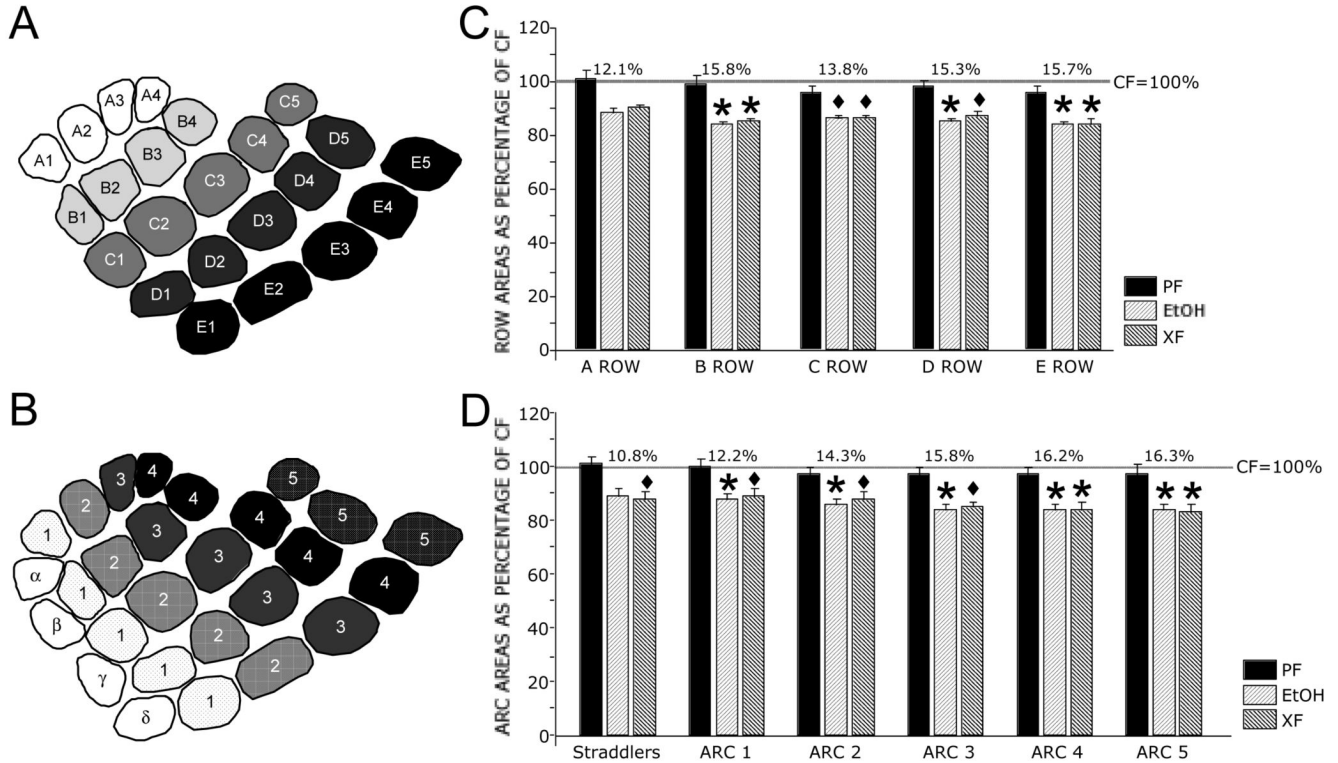 A
A1
A2
A3
A4
B1
B2
B3
B4
C1
C2
C3
C4
C5
D1
D2
D3
D4
D5
E1
E2
E3
E4
E5
B
1
2
3
4
4
α
1
2
3
4
5
β
1
2
3
4
5
γ
1
2
3
4
5
δ
1
2
3
C
ROW AREAS AS PERCENTAGE OF CF
120
100
80
60
40
20
0
12.1%
15.8%
13.8%
15.3%
15.7%
CF=100%
* * ♦ ♦ * ♦ * *
A ROW
B ROW
C ROW
D ROW
E ROW
PF
EtOH
XF
D
ARC AREAS AS PERCENTAGE OF CF
120
100
80
60
40
20
0
10.8%
12.2%
14.3%
15.8%
16.2%
16.3%
CF=100%
♦ * ♦ * ♦ * ♦ * * * *
Straddlers
ARC 1
ARC 2
ARC 3
ARC 4
ARC 5
PF
EtOH
XF